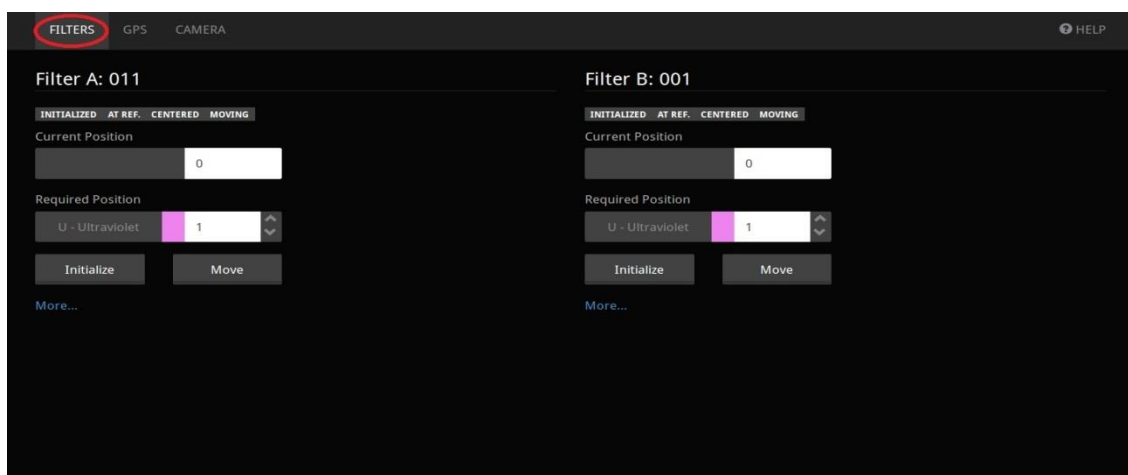 FILTERS GPS CAMERA HELP
Filter A: 011
INITIALIZED AT REF. CENTERED MOVING
Current Position
0
Required Position
U - Ultraviolet 1
Initialize Move
More...
Filter B: 001
INITIALIZED AT REF. CENTERED MOVING
Current Position
0
Required Position
U - Ultraviolet 1
Initialize Move
More...